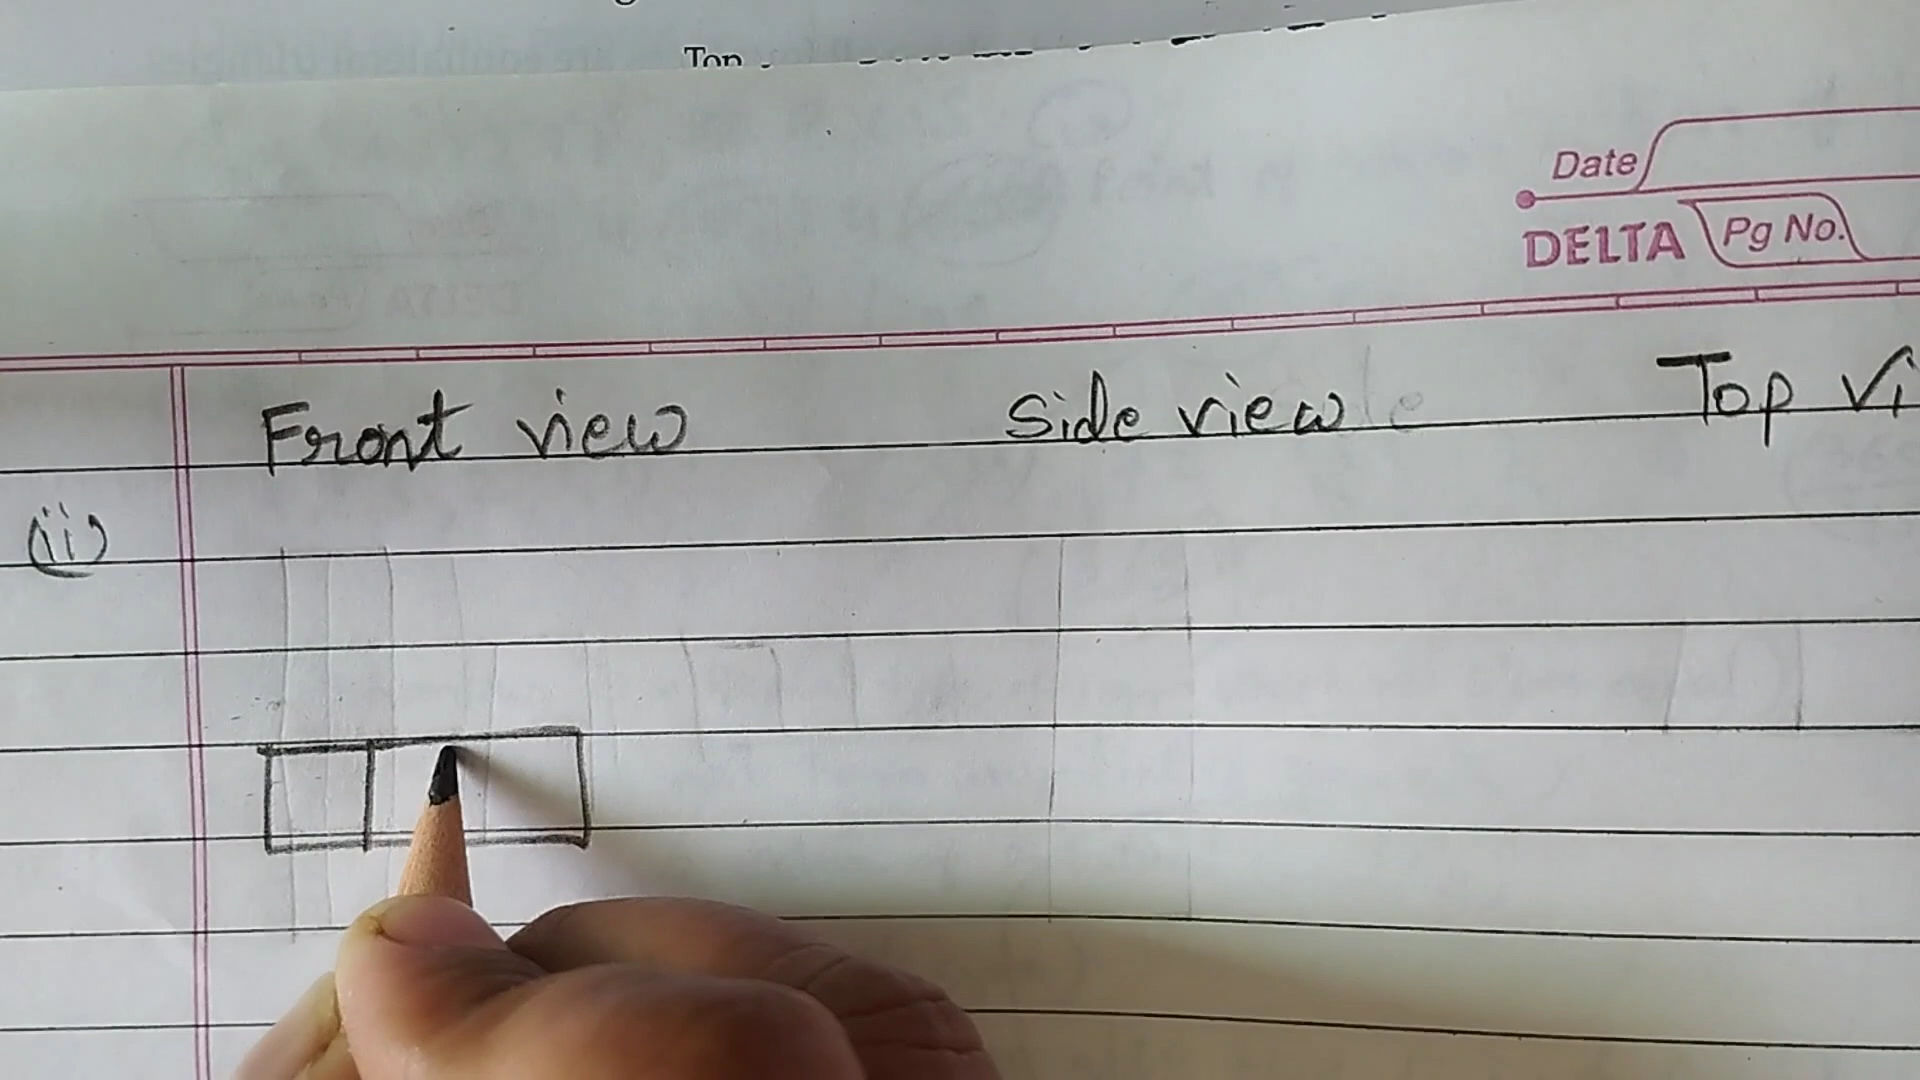 Top
Date
DELTA Pg No.
Front view Side view Top Vi
(ii)